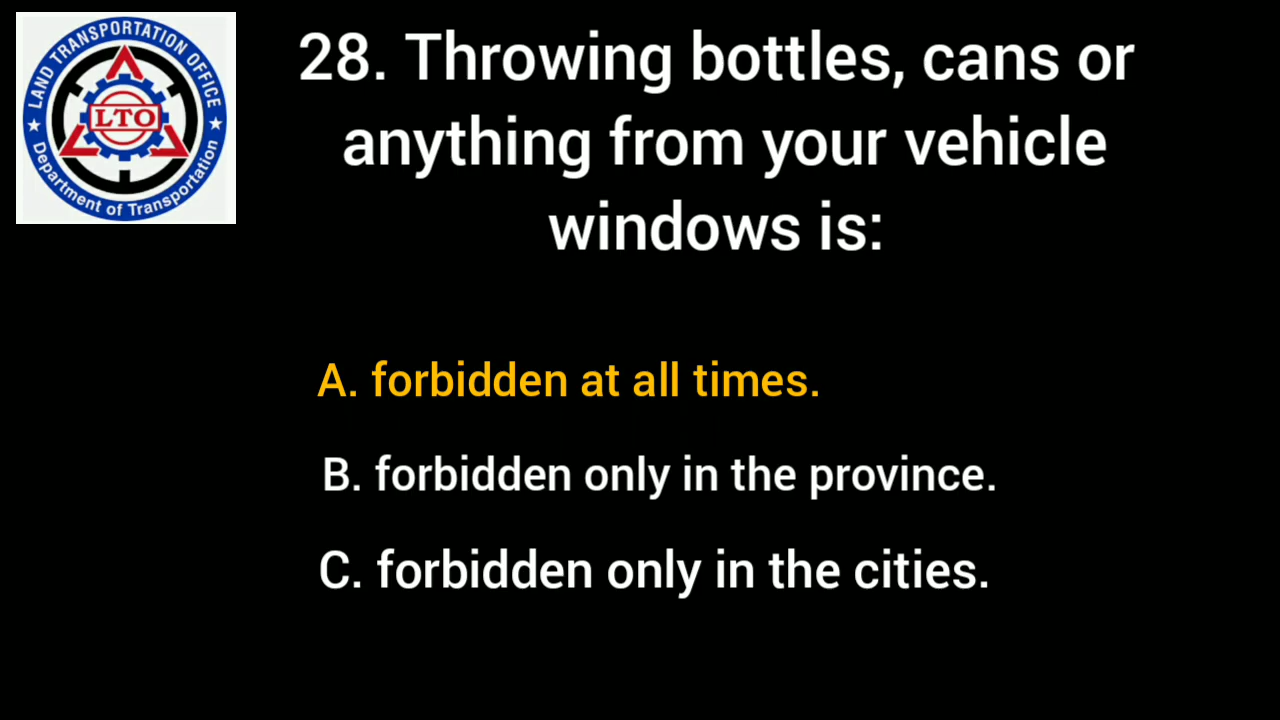 LAND TRANSPORTATION OFFICE
LTO
Department of Transportation
28. Throwing bottles, cans or
anything from your vehicle
windows is:
A. forbidden at all times.
B. forbidden only in the province.
C. forbidden only in the cities.